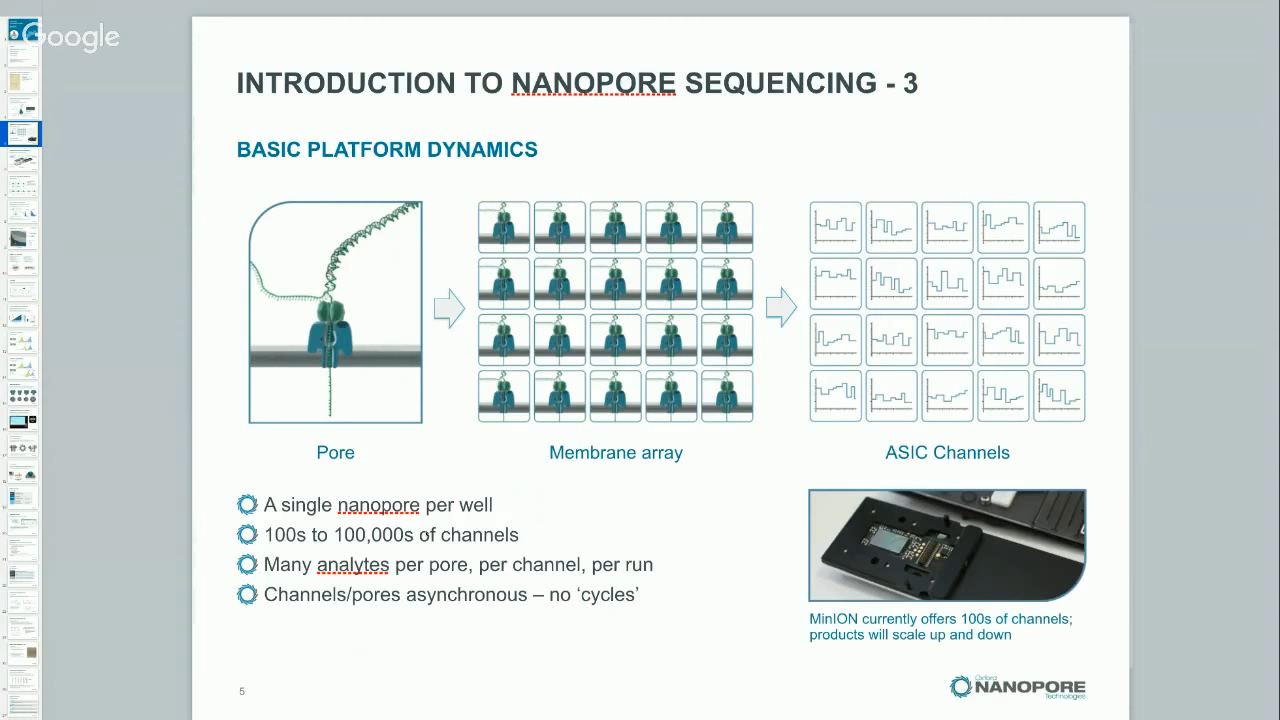 Google
INTRODUCTION TO NANOPORE SEQUENCING - 3
BASIC PLATFORM DYNAMICS
Pore
Membrane array
ASIC Channels
A single nanopore per well
100s to 100,000s of channels
Many analytes per pore, per channel, per run
Channels/pores asynchronous – no ‘cycles’
MinION currently offers 100s of channels;
products will scale up and down
5
Oxford
NANOPORE
Technologies